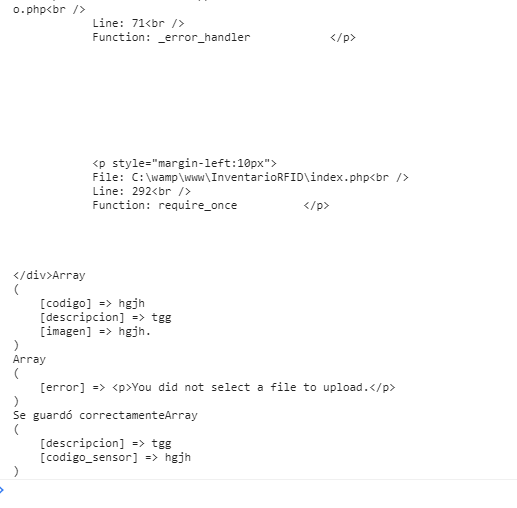 o.php<br />
Line: 71<br />
Function: _error_handler </p>
<p style="margin-left:10px">
File: C:\wamp\www\InventarioRFID\index.php<br />
Line: 292<br />
Function: require_once </p>
</div>Array
(
[codigo] => hgjh
[descripcion] => tgg
[imagen] => hgjh.
)
Array
(
[error] => <p>You did not select a file to upload.</p>
)
Se guardó correctamenteArray
(
[descripcion] => tgg
[codigo_sensor] => hgjh
)